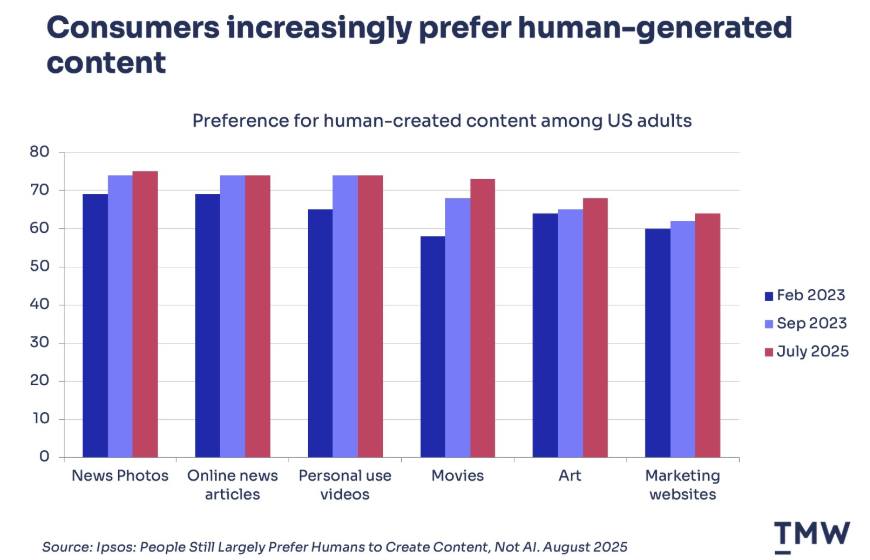 Consumers increasingly prefer human-generated
content
Preference for human-created content among US adults
80
70
60
50
40
30
20
10
0
News Photos
Online news
articles
Personal use
videos
Movies
Art
Marketing
websites
Feb 2023
Sep 2023
July 2025
Source: Ipsos: People Still Largely Prefer Humans to Create Content, Not AI. August 2025
TMW